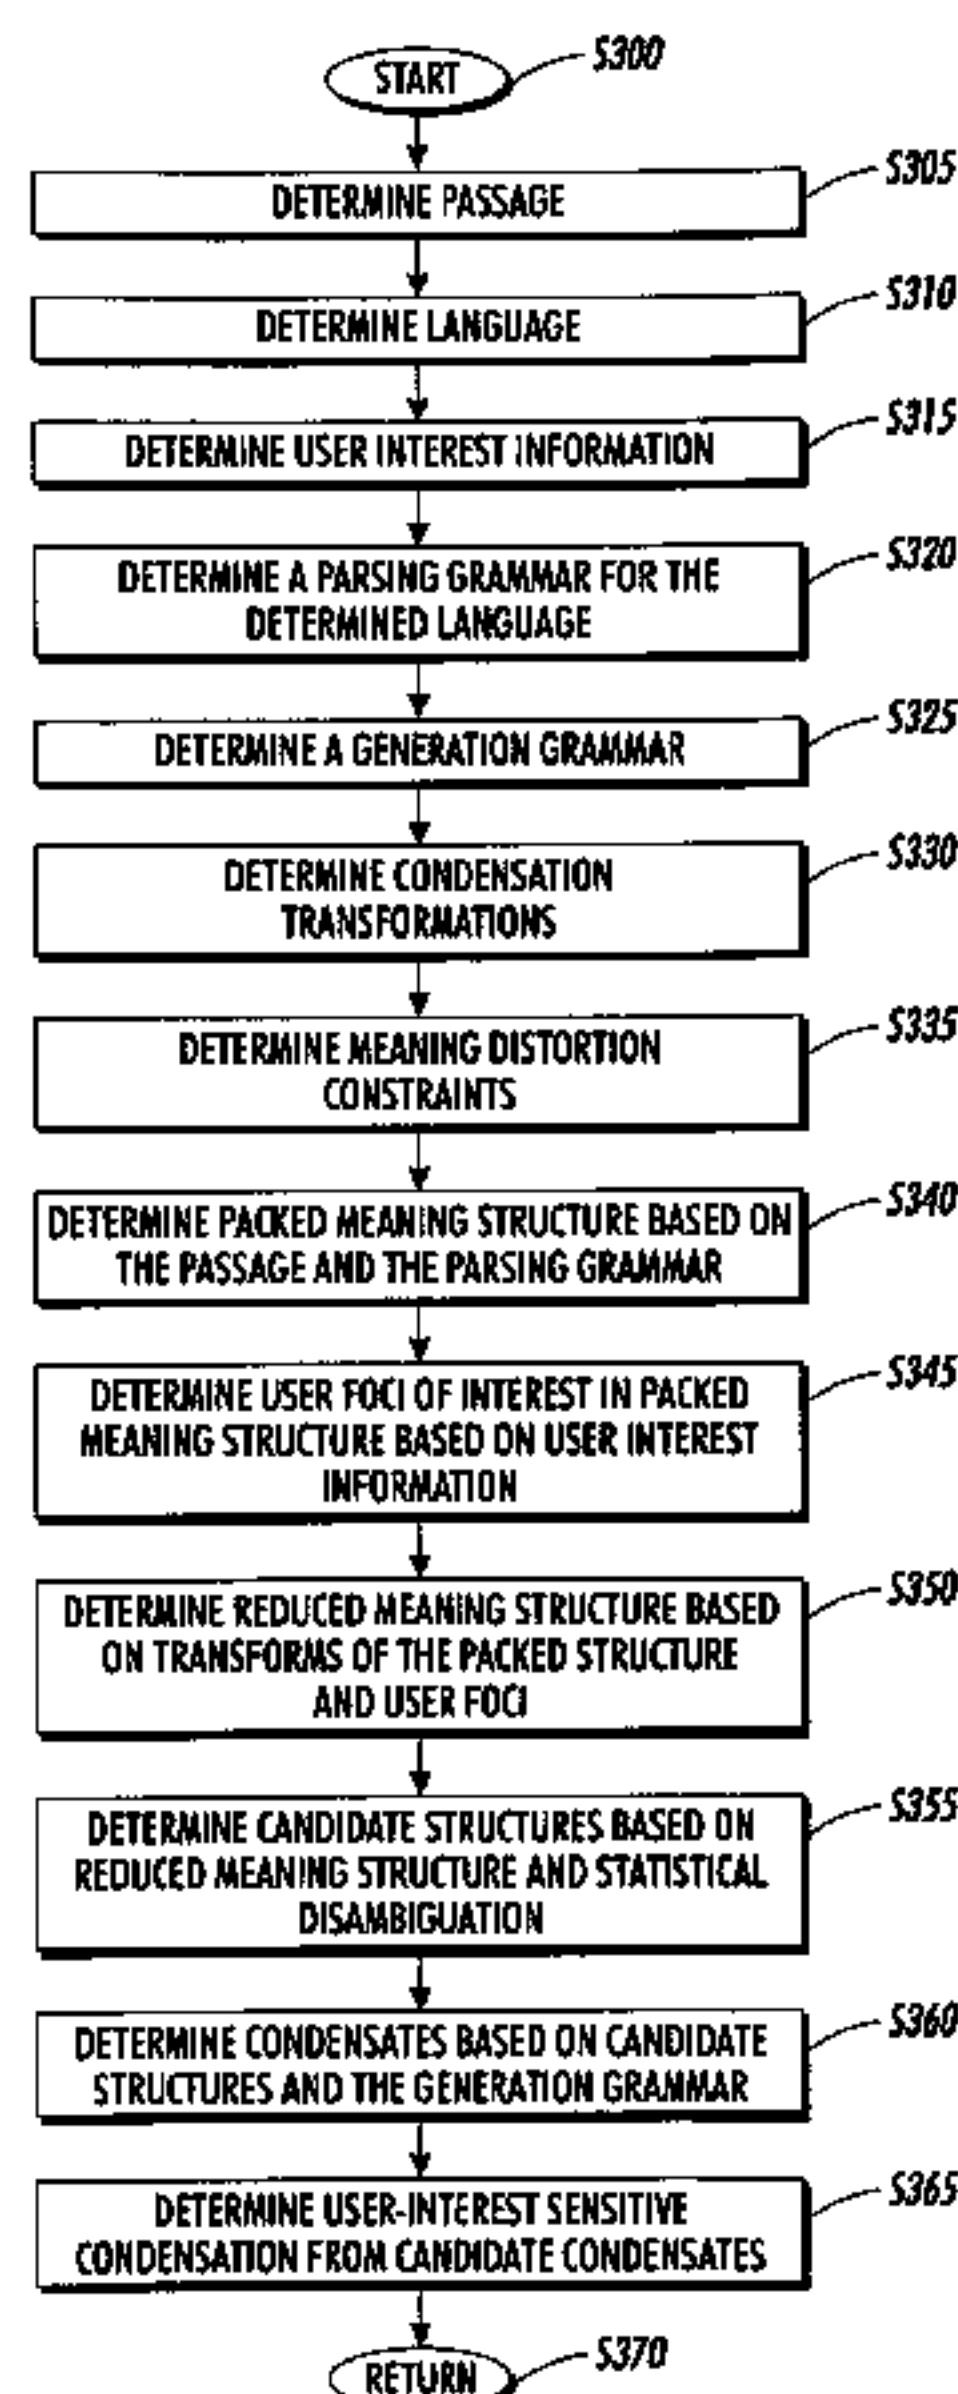 START
S300
S305
DETERMINE PASSAGE
S310
DETERMINE LANGUAGE
S315
DETERMINE USER INTEREST INFORMATION
S320
DETERMINE A PARSING GRAMMAR FOR THE
DETERMINED LANGUAGE
S325
DETERMINE A GENERATION GRAMMAR
S330
DETERMINE CONDENSATION
TRANSFORMATIONS
S335
DETERMINE MEANING DISTORTION
CONSTRAINTS
S340
DETERMINE PACKED MEANING STRUCTURE BASED ON
THE PASSAGE AND THE PARSING GRAMMAR
S345
DETERMINE USER FOCI OF INTEREST IN PACKED
MEANING STRUCTURE BASED ON USER INTEREST
INFORMATION
S350
DETERMINE REDUCED MEANING STRUCTURE BASED
ON TRANSFORMS OF THE PACKED STRUCTURE
AND USER FOCI
S355
DETERMINE CANDIDATE STRUCTURES BASED ON
REDUCED MEANING STRUCTURE AND STATISTICAL
DISAMBIGUATION
S360
DETERMINE CONDENSATES BASED ON CANDIDATE
STRUCTURES AND THE GENERATION GRAMMAR
S365
DETERMINE USER-INTEREST SENSITIVE
CONDENSATION FROM CANDIDATE CONDENSATES
S370
RETURN